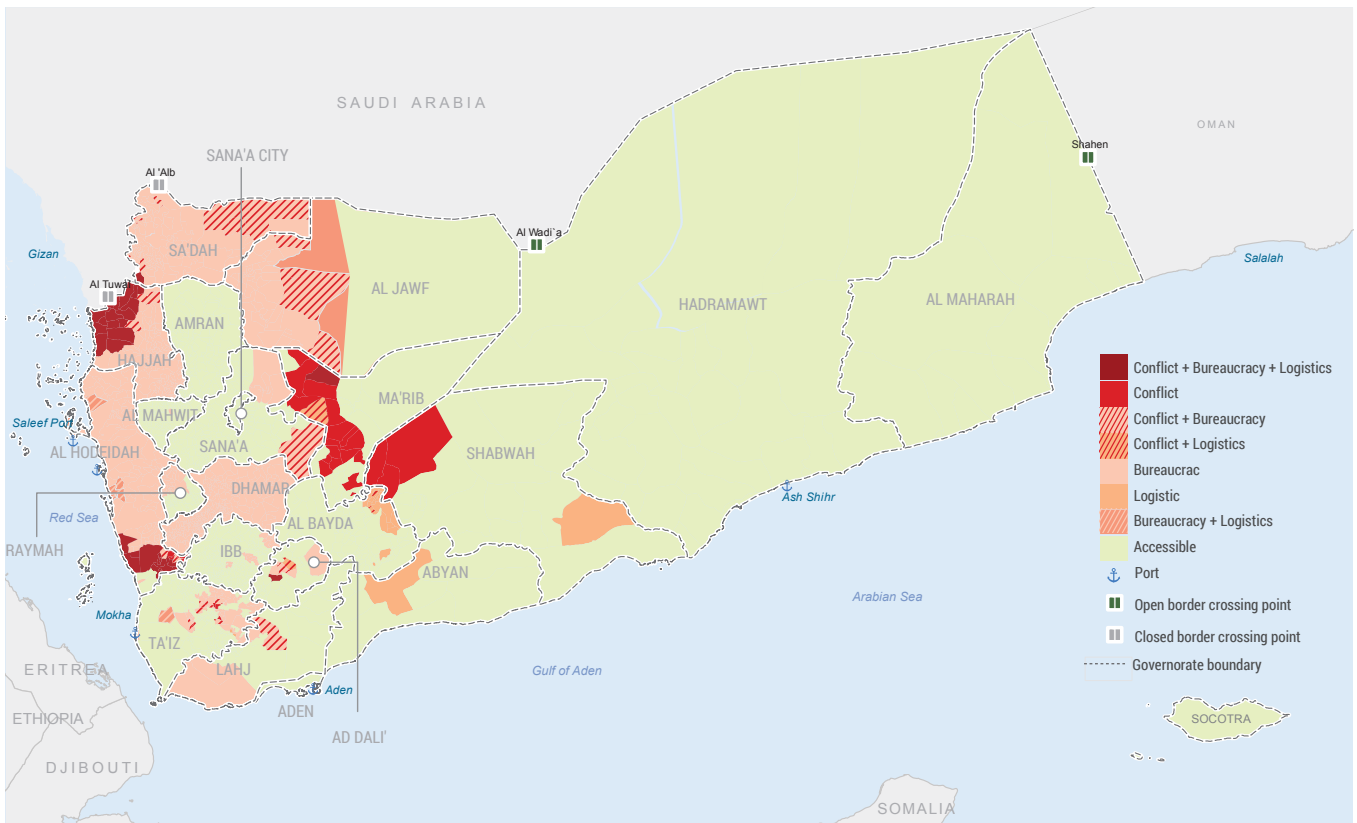 SAUDI ARABIA
OMAN
SANA'A CITY
Shahen
Al 'Alb
Al Wadi`a
Gizan
SA'DAH
Salalah
Al Tuwal
AL JAWF
HADRAMAWT
AL MAHARAH
AMRAN
HAJJAH
MA'RIB
AL MAHWIT
Saleef Port
SANA'A
AL HODEIDAH
SHABWAH
DHAMAR
Ash Shihr
Red Sea
AL BAYDA
RAYMAH
IBB
ABYAN
Arabian Sea
Mokha
TA'IZ
LAHJ
ERITREA
Gulf of Aden
Aden
ADEN
ETHIOPIA
AD DALI'
SOCOTRA
DJIBOUTI
SOMALIA
Conflict + Bureaucracy + Logistics
Conflict
Conflict + Bureaucracy
Conflict + Logistics
Bureaucrac
Logistic
Bureaucracy + Logistics
Accessible
Port
Open border crossing point
Closed border crossing point
Governorate boundary